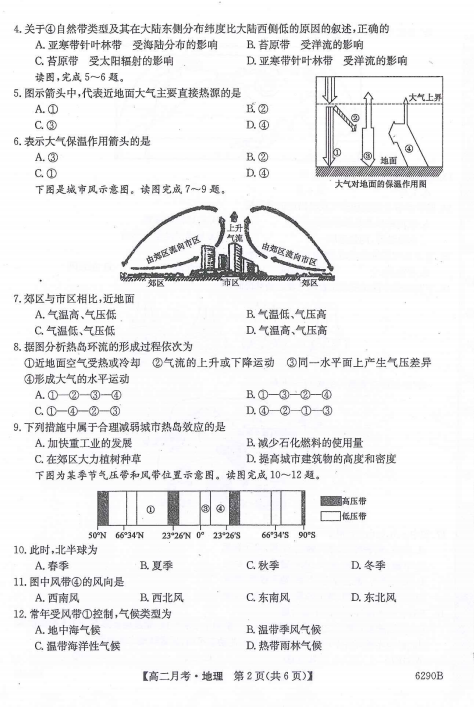 4. 关于④自然带类型及其在大陆东侧分布纬度比大陆西侧低的原因的叙述,正确的
A. 亚寒带针叶林带 受海陆分布的影响 B. 苔原带 受洋流的影响
C. 苔原带 受太阳辐射的影响 D. 亚寒带针叶林带 受洋流的影响
读图,完成5~6题。
5. 图示箭头中,代表近地面大气主要直接热源的是
A. ① B. ②
C. ③ D. ④
6. 表示大气保温作用箭头的是
A. ③ B. ②
C. ① D. ④
大气上界
② ① ③ ④
地面
大气对地面的保温作用图
下图是城市风示意图。读图完成7~9题。
上升
气流
由郊区流向市区 由郊区流向市区
郊区 市区 郊区
7. 郊区与市区相比,近地面
A. 气温高、气压低 B. 气温低、气压高
C. 气温低、气压低 D. 气温高、气压高
8. 据图分析热岛环流的形成过程依次为
①近地面空气受热或冷却 ②气流的上升或下降运动 ③同一水平面上产生气压差异
④形成大气的水平运动
A. ①—②—③—④ B. ①—③—②—④
C. ①—④—②—③ D. ④—②—①—③
9. 下列措施中属于合理减弱城市热岛效应的是
A. 加快重工业的发展 B. 减少石化燃料的使用量
C. 在郊区大力植树种草 D. 提高城市建筑物的高度和密度
下图为某季节气压带和风带位置示意图。读图完成10~12题。
① ③ ④
高压带
低压带
50°N 66°34′N 23°26′N 0° 23°26′S 66°34′S 90°S
10. 此时,北半球为
A. 春季 B. 夏季 C. 秋季 D. 冬季
11. 图中风带④的风向是
A. 西南风 B. 西北风 C. 东南风 D. 东北风
12. 常年受风带①控制,气候类型为
A. 地中海气候 B. 温带季风气候
C. 温带海洋性气候 D. 热带雨林气候
【高二月考·地理 第2页(共6页)】 6290B